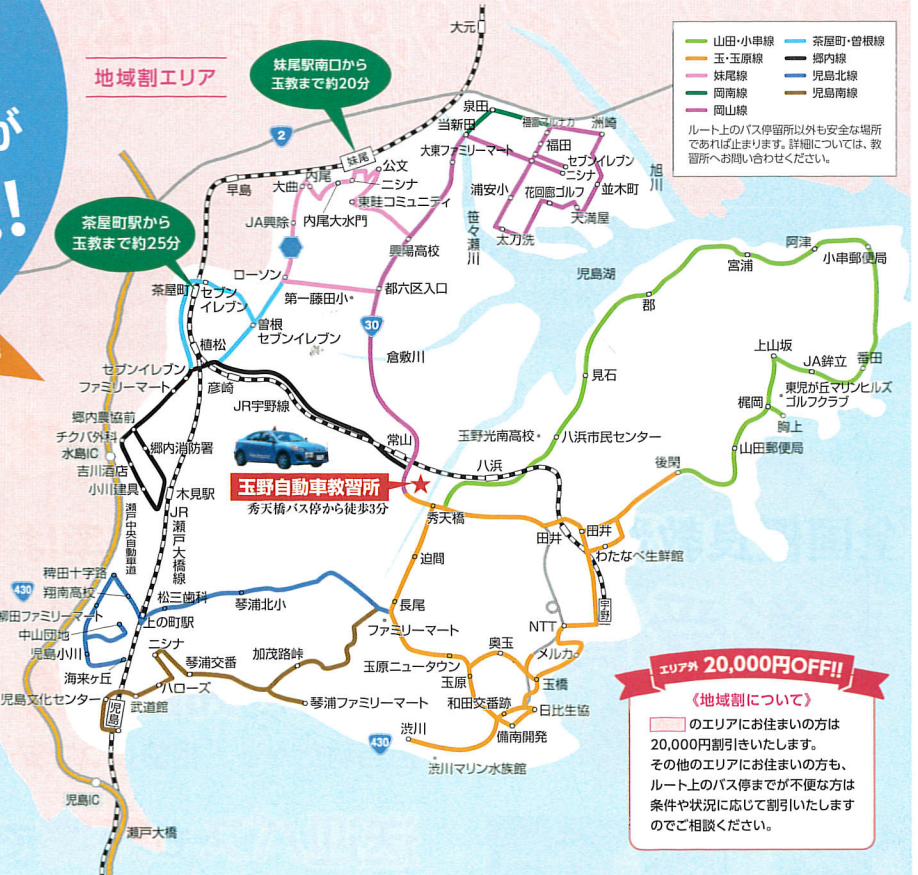 が
!
地域割エリア
妹尾駅南口から
玉教まで約20分
茶屋町駅から
玉教まで約25分
山田・小串線
玉・玉原線
妹尾線
岡南線
岡山線
茶屋町・曽根線
郷内線
児島北線
児島南線
ルート上のバス停留所以外も安全な場所
であれば止まります。詳細については、教
習所へお問い合わせください。
大元
2
泉田
当新田
洲崎
大東ファミリーマート
福田
セブンイレブン
ニシナ
旭川
浦安小
花回廊ゴルフ
並木町
天満屋
太刀洗
笹々瀬川
児島湖
妹尾
公文
早島
大曲
内尾
ニシナ
東畦コミュニティ
内尾大水門
JA興除
興陽高校
ローソン
茶屋町
セブン
イレブン
第一藤田小
都六区入口
曽根
セブンイレブン
30
植松
倉敷川
セブンイレブン
ファミリーマート
彦崎
JR宇野線
郷内農協前
チクバ外科
水島IC
郷内消防署
吉川酒店
小川建具
木見駅
瀬戸中央自動車道
JR瀬戸大橋線
常山
八浜
玉野光南高校
八浜市民センター
見石
郡
宮浦
阿津
小串郵便局
上山坂
JA鉾立
番田
東児が丘マリンヒルズ
ゴルフクラブ
梶岡
胸上
山田郵便局
後閑
玉野自動車教習所
秀天橋バス停から徒歩3分
秀天橋
田井
田井
わたなべ生鮮館
迫間
宇野
長尾
NTT
ファミリーマート
メルカ
奥玉
玉原ニュータウン
玉原
玉橋
和田交番跡
日比生協
備南開発
渋川
430
渋川マリン水族館
430
稗田十字路
翔南高校
松三歯科
琴浦北小
柳田ファミリーマート
上の町駅
中山団地
児島小川
ニシナ
海来ヶ丘
琴浦交番
加茂路峠
ハローズ
児島文化センター
武道館
児島
琴浦ファミリーマート
児島IC
瀬戸大橋
エリア外 20,000円OFF!!
《地域割について》
のエリアにお住まいの方は
20,000円割引きいたします。
その他のエリアにお住まいの方も、
ルート上のバス停までが不便な方は
条件や状況に応じて割引いたします
のでご相談ください。